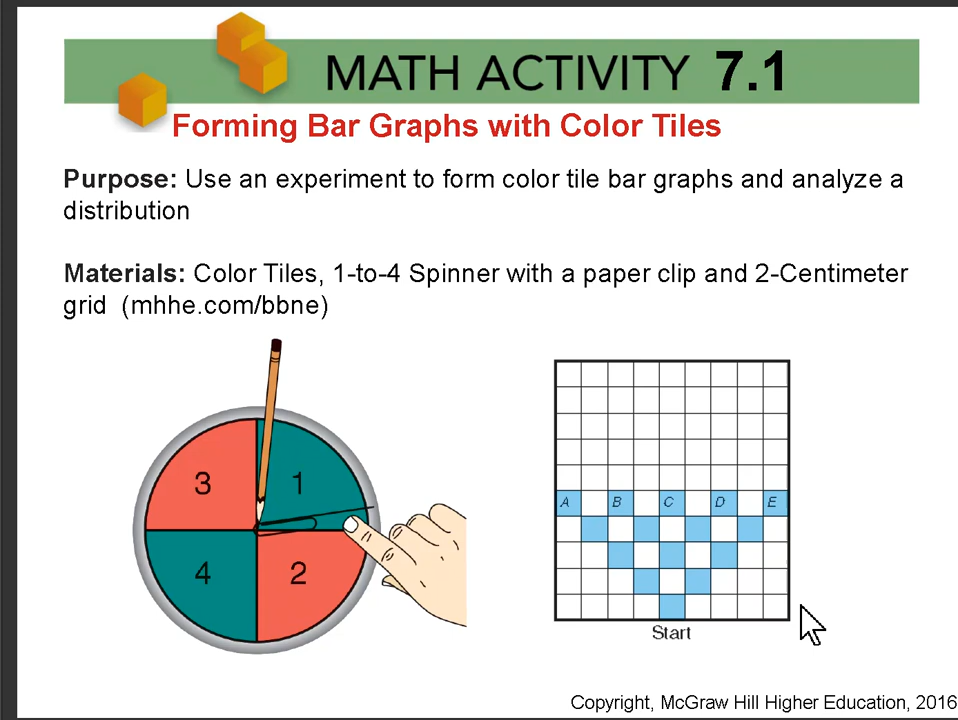 MATH ACTIVITY 7.1
Forming Bar Graphs with Color Tiles
Purpose: Use an experiment to form color tile bar graphs and analyze a
distribution
Materials: Color Tiles, 1-to-4 Spinner with a paper clip and 2-Centimeter
grid (mhhe.com/bbne)
3 1
4 2
A B C D E
Start
Copyright, McGraw Hill Higher Education, 2016